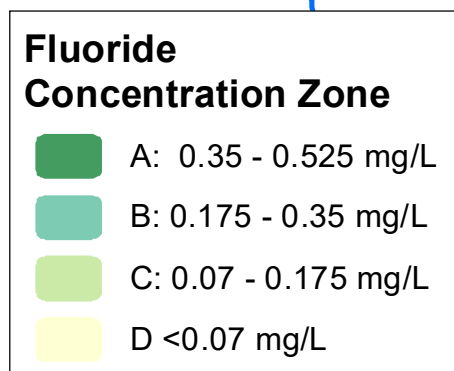 Fluoride
Concentration Zone
A: 0.35 - 0.525 mg/L
B: 0.175 - 0.35 mg/L
C: 0.07 - 0.175 mg/L
D <0.07 mg/L